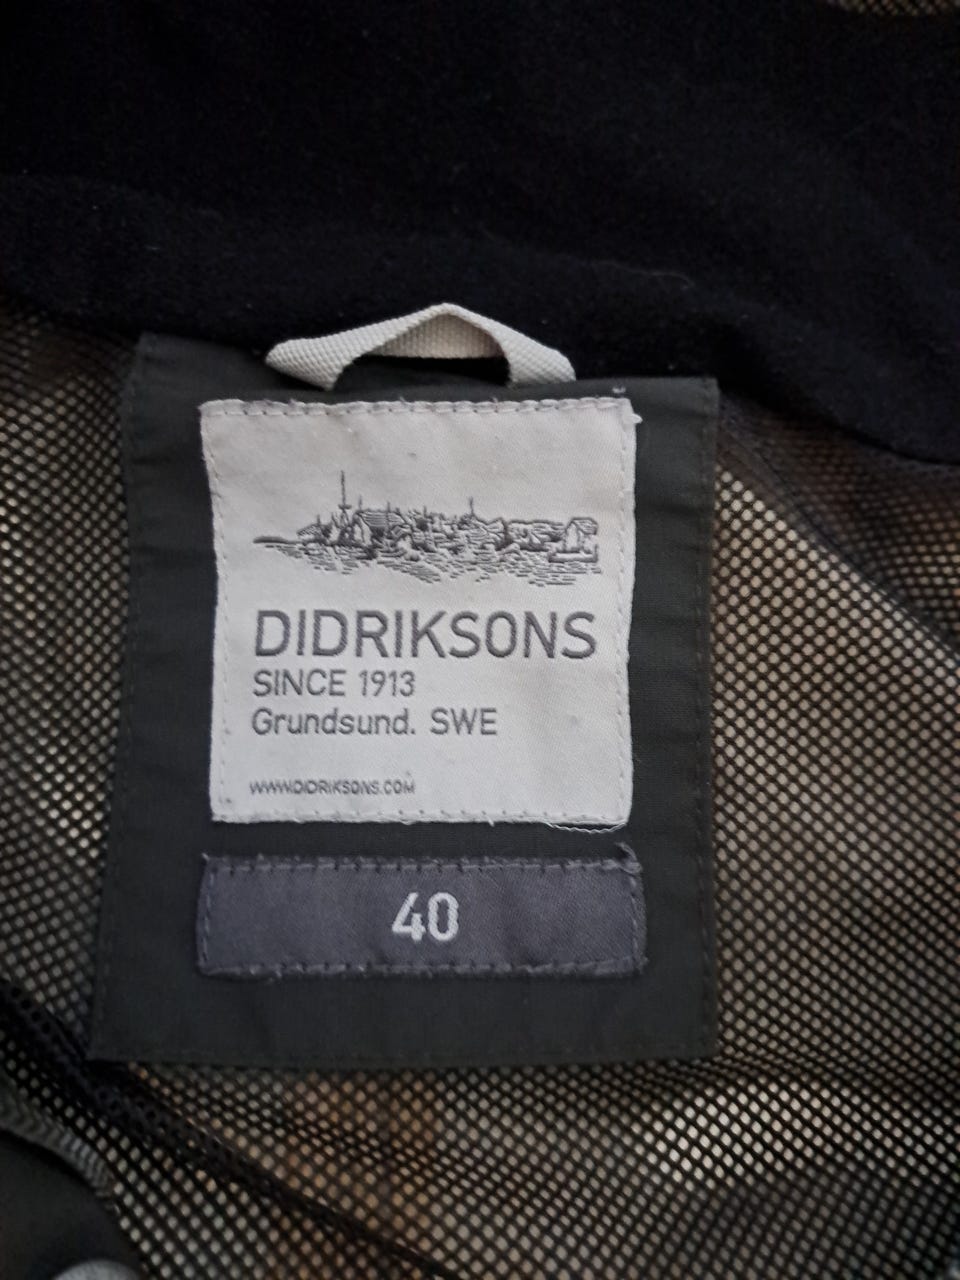 DIDRIKSONS
SINCE 1913
Grundsund. SWE
WWW.DIDRIKSONS.COM
40